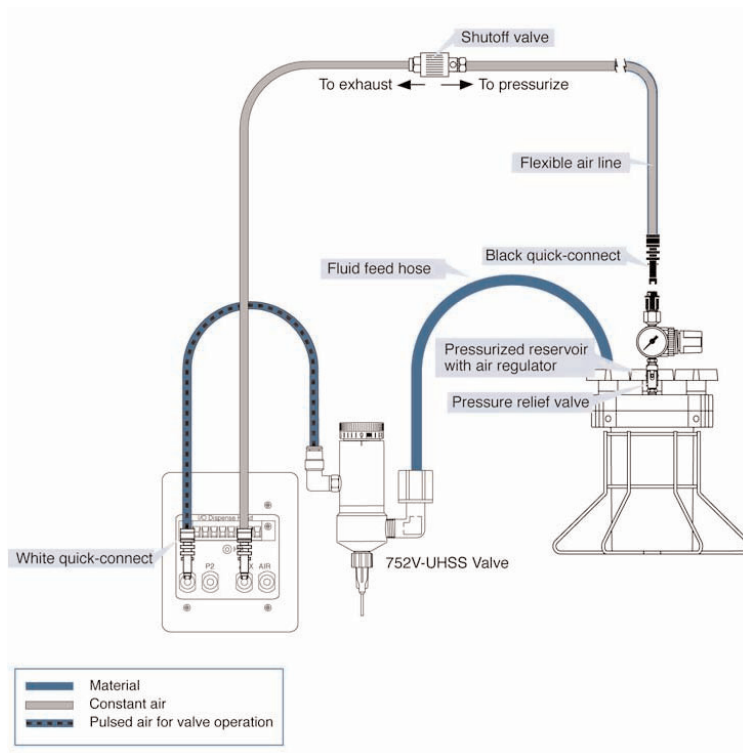 Shutoff valve
To exhaust
To pressurize
Flexible air line
Black quick-connect
Fluid feed hose
Pressurized reservoir
with air regulator
Pressure relief valve
I/O Dispense
White quick-connect
P2
X AIR
752V-UHSS Valve
Material
Constant air
Pulsed air for valve operation